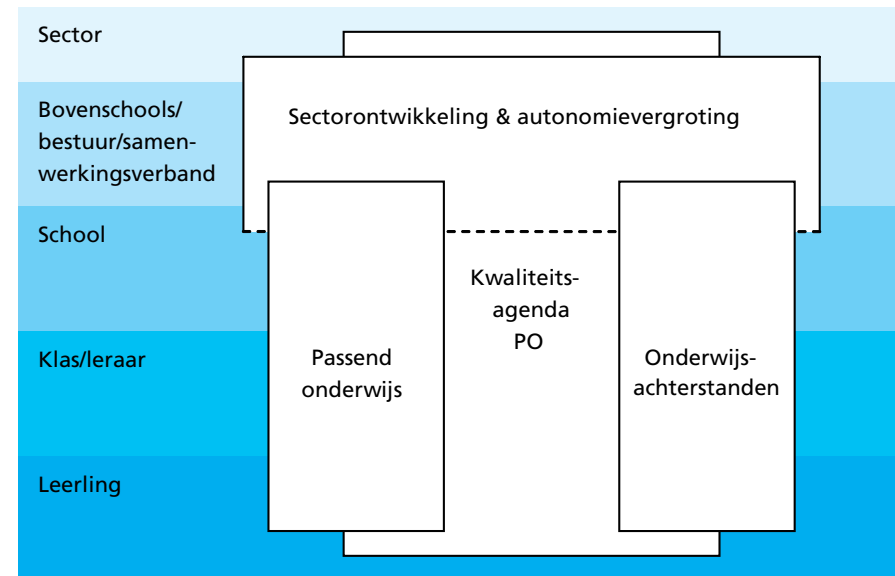 Sector
Bovenschools/
bestuur/samen-
werkingsverband
Sectorontwikkeling & autonomievergroting
School
Kwaliteits-
agenda
PO
Klas/leraar
Passend
onderwijs
Onderwijs-
achterstanden
Leerling